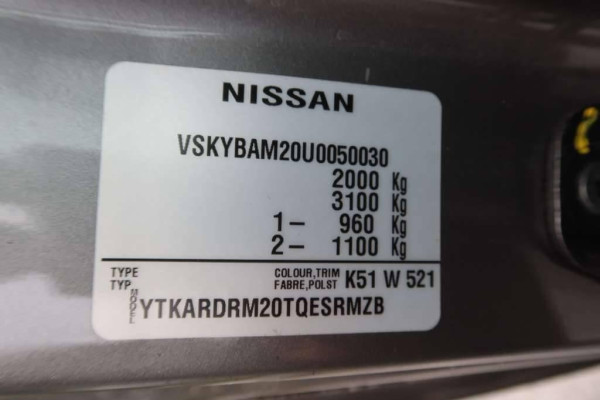 NISSAN
VSKYBAM20U0050030
2000 Kg
3100 Kg
1– 960 Kg
2– 1100 Kg
TYPE COLOUR,TRIM K51 W 521
TYP FABRE,POLST
MODEL YTKARDRM20TQESRMZB